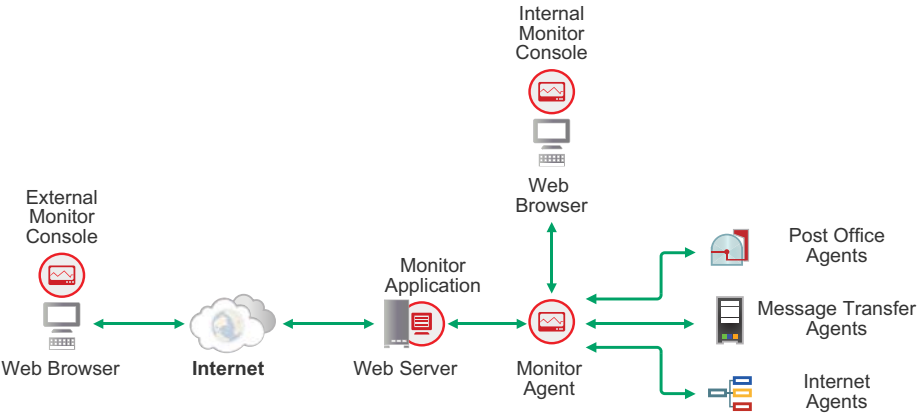 Internal
Monitor
Console
Web
Browser
External
Monitor
Console
Web Browser
Internet
Monitor
Application
Web Server
Monitor
Agent
Post Office
Agents
Message Transfer
Agents
Internet
Agents